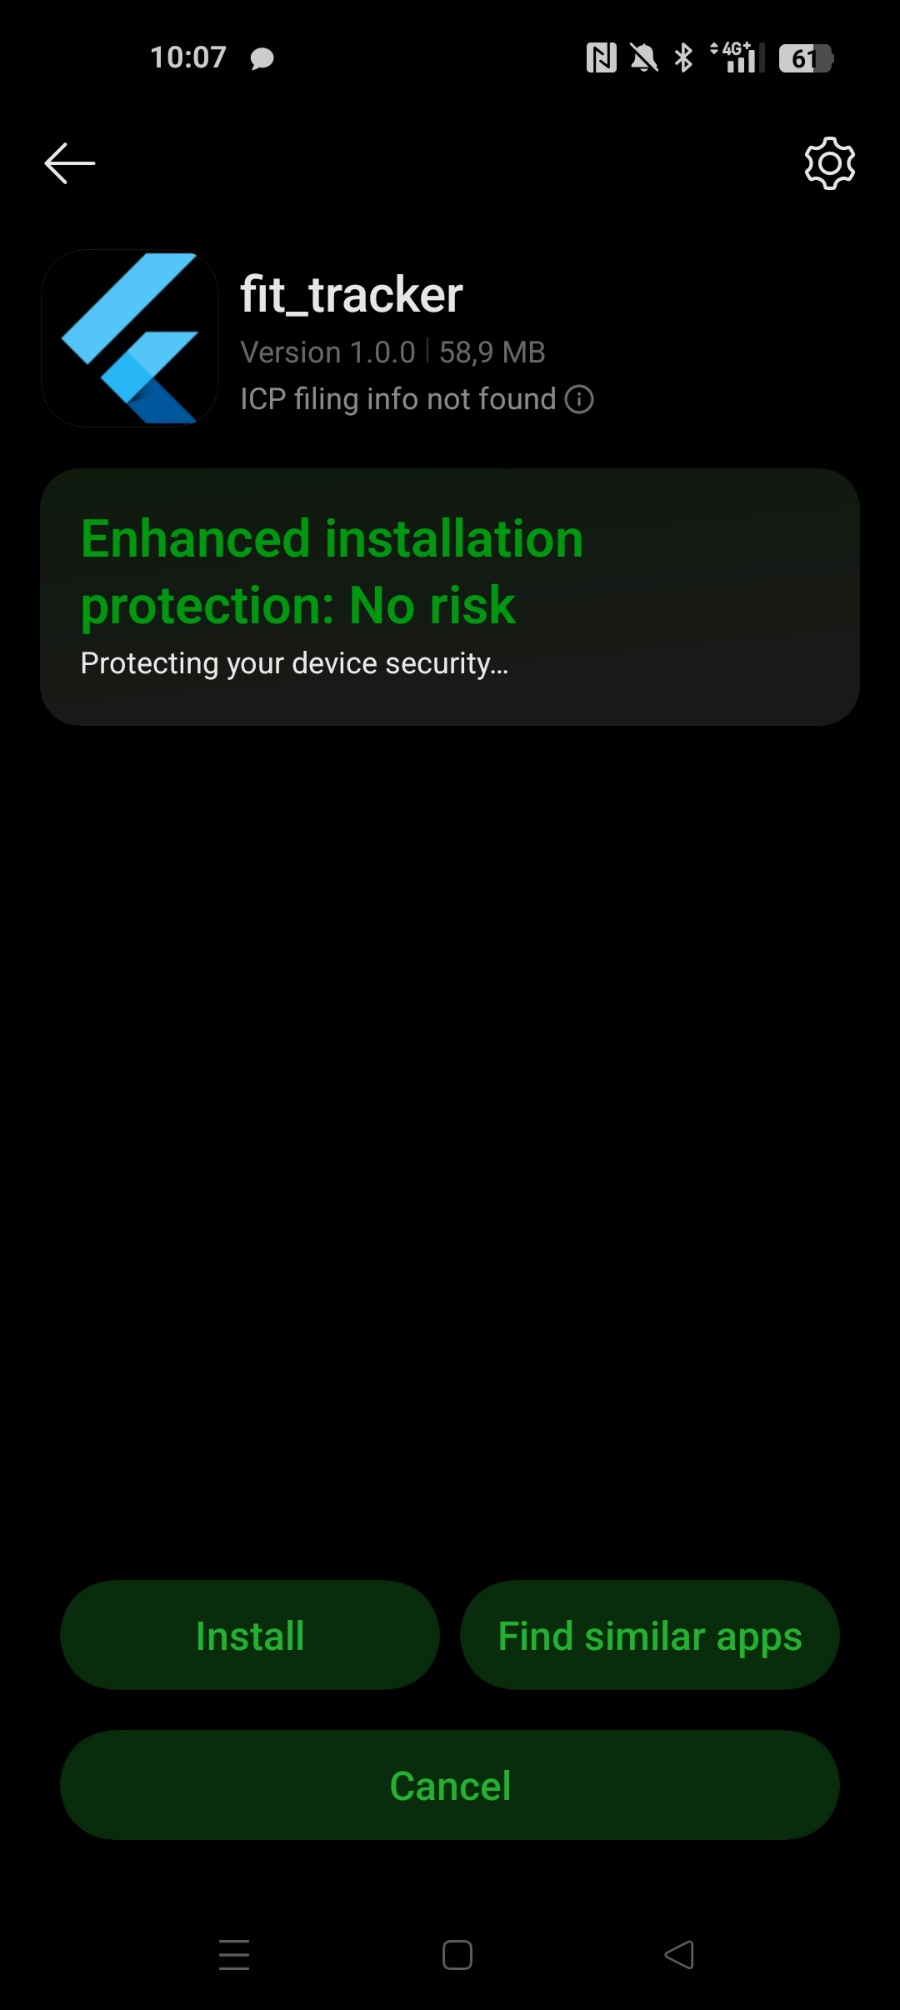 10:07
4G+
61
fit_tracker
Version 1.0.0 | 58,9 MB
ICP filing info not found
Enhanced installation
protection: No risk
Protecting your device security...
Install
Find similar apps
Cancel